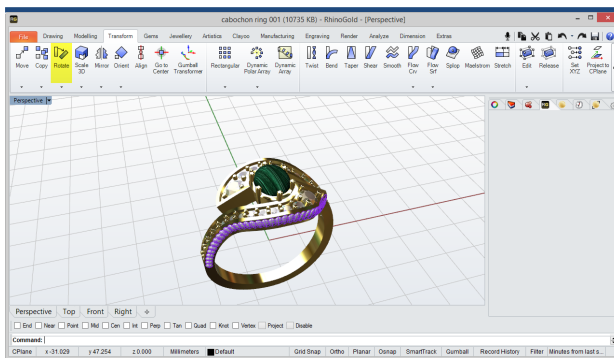 cabochon ring 001 (10735 KB) - RhinoGold - [Perspective]
File Drawing Modelling Transform Gems Jewellery Artistics Clayoo Manufacturing Engraving Render Analyze Dimension Extras
Move Copy Rotate Scale 3D Mirror Orient Align Go to Center Gumball Transformer Rectangular Dynamic Polar Array Dynamic Array Twist Bend Taper Shear Smooth Flow Crv Flow Srf Splop Maelstrom Stretch Edit Release Set XYZ Project to CPlane
Perspective
Perspective Top Front Right
End Near Point Mid Cen Int Perp Tan Quad Knot Vertex Project Disable
Command:
CPlane x -31.029 y 47.254 z 0.000 Millimeters Default Grid Snap Ortho Planar Osnap SmartTrack Gumball Record History Filter Minutes from last s...